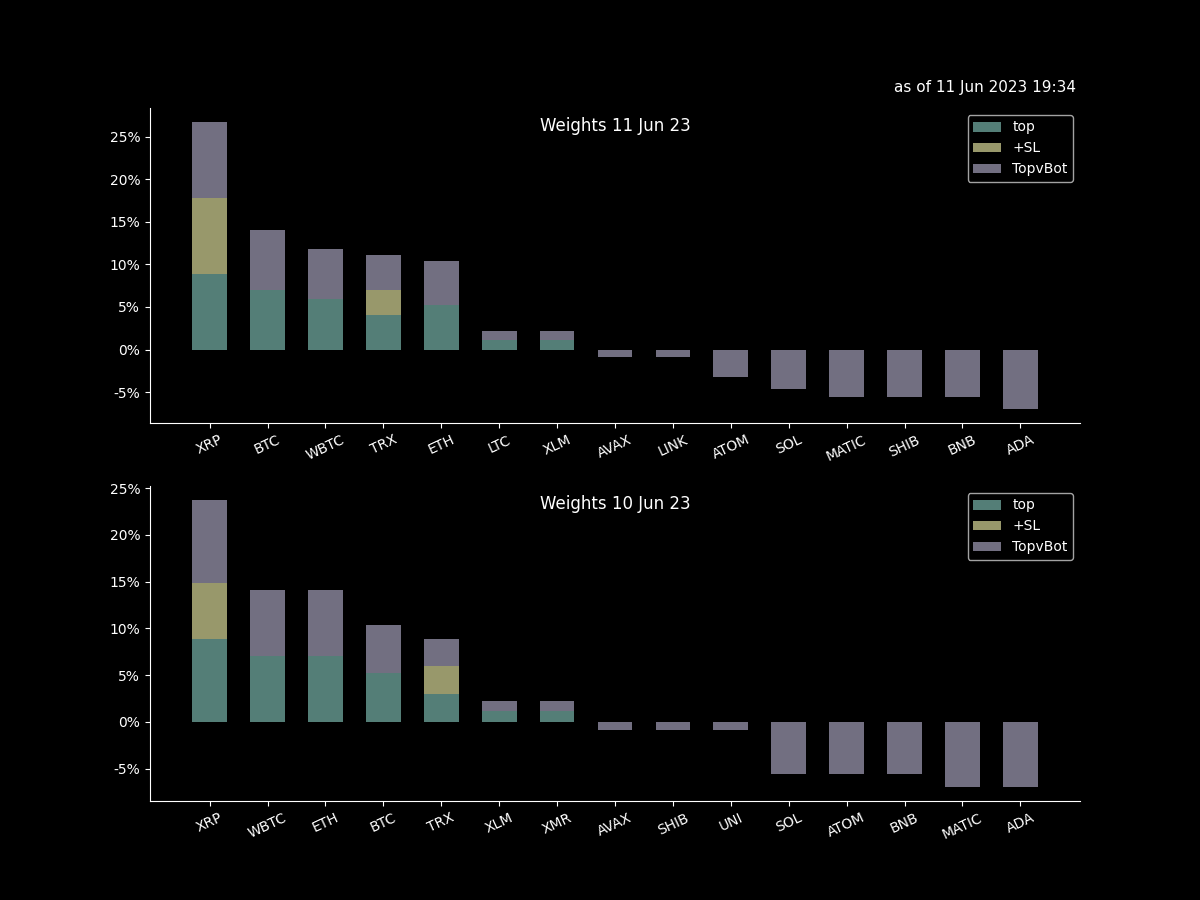 as of 11 Jun 2023 19:34
Weights 11 Jun 23
top
+SL
TopvBot
25%
20%
15%
10%
5%
0%
-5%
XRP BTC WBTC TRX ETH LTC XLM AVAX LINK ATOM SOL MATIC SHIB BNB ADA
Weights 10 Jun 23
top
+SL
TopvBot
25%
20%
15%
10%
5%
0%
-5%
XRP WBTC ETH BTC TRX XLM XMR AVAX SHIB UNI SOL ATOM BNB MATIC ADA